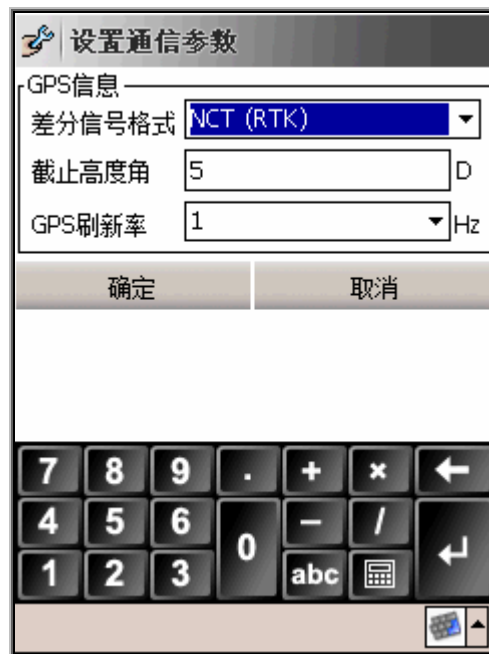 设置通信参数
GPS信息
差分信号格式 NCT (RTK)
截止高度角 5 D
GPS刷新率 1 Hz
确定 取消
7 8 9 . + × ←
4 5 6 0 − / ↵
1 2 3 abc